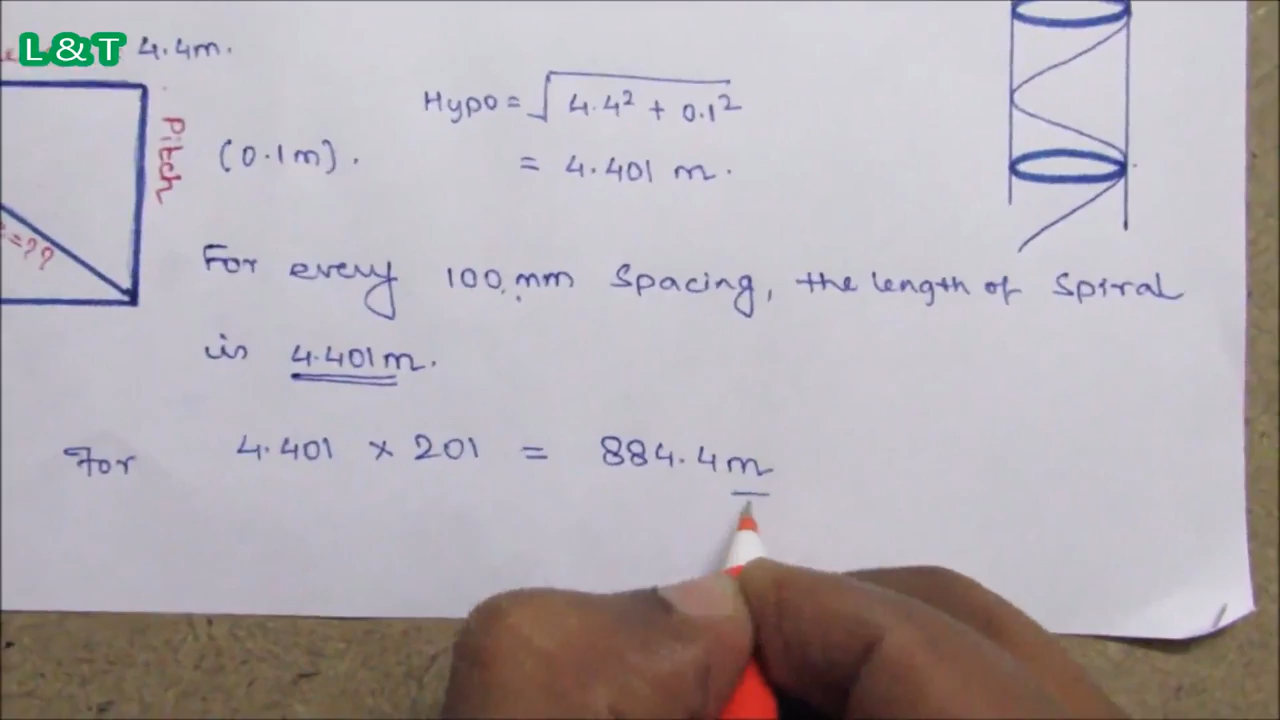 L&T
4.4m.
Hypo = √4.4² + 0.1²
Pitch
(0.1m).
= 4.401 m.
=??
For every 100 mm Spacing, the length of Spiral
is 4.401m.
For 4.401 × 201 = 884.4m